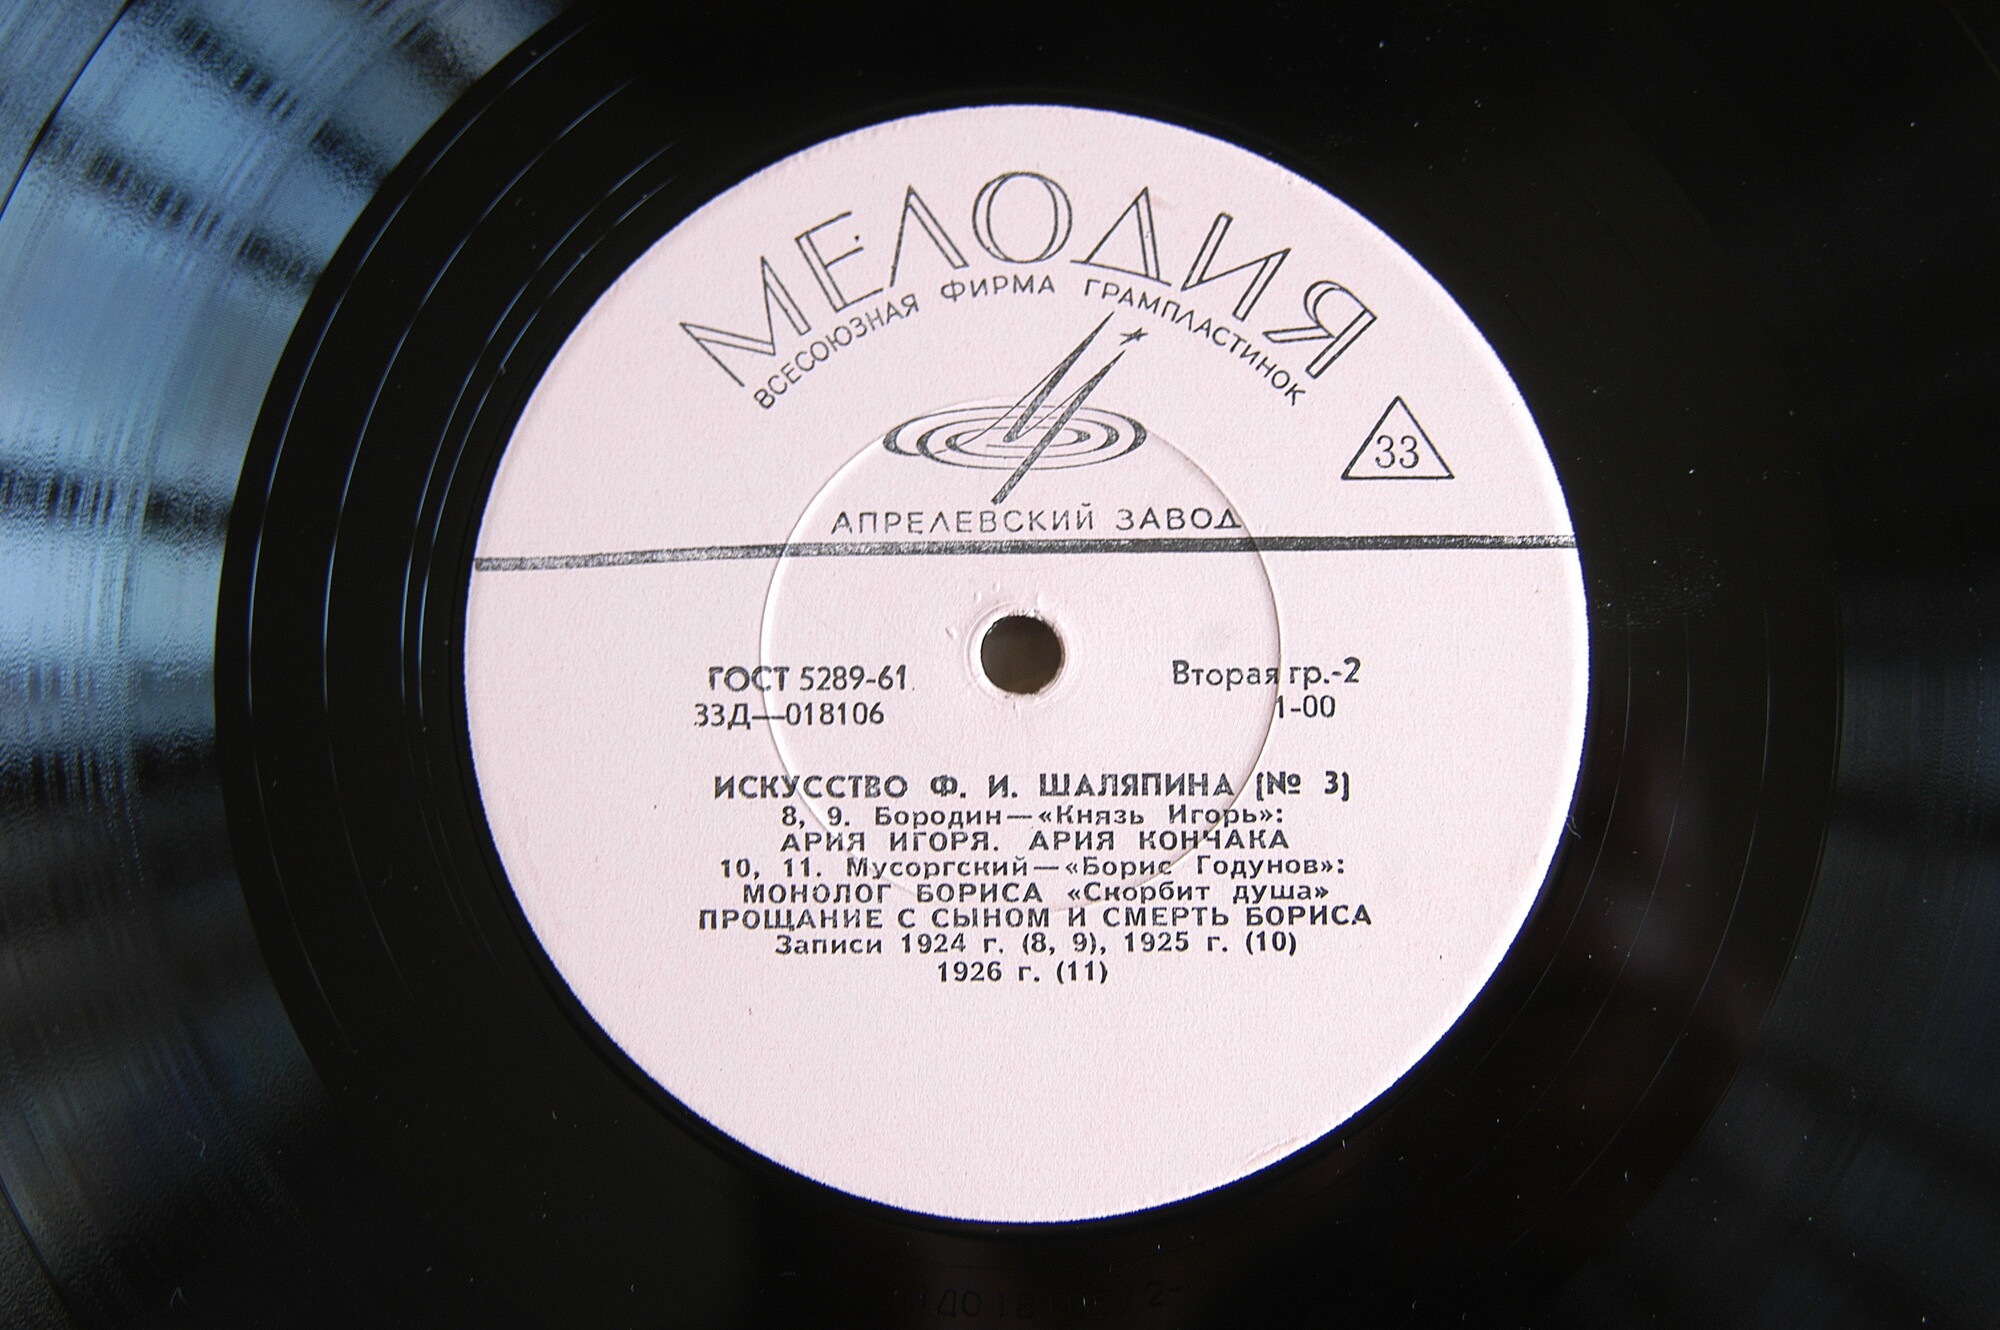 МЕЛОДИЯ
ВСЕСОЮЗНАЯ ФИРМА ГРАМПЛАСТИНОК
33
АПРЕЛЕВСКИЙ ЗАВОД
ГОСТ 5289-61
Вторая гр.-2
33Д—018106
1-00
ИСКУССТВО Ф. И. ШАЛЯПИНА (№ 3)
8, 9. Бородин—«Князь Игорь»:
АРИЯ ИГОРЯ. АРИЯ КОНЧАКА
10, 11. Мусоргский—«Борис Годунов»:
МОНОЛОГ БОРИСА «Скорбит душа»
ПРОЩАНИЕ С СЫНОМ И СМЕРТЬ БОРИСА
Записи 1924 г. (8, 9), 1925 г. (10)
1926 г. (11)